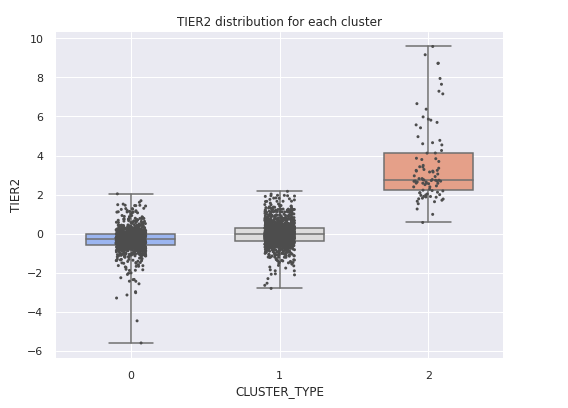 TIER2 distribution for each cluster
10
8
6
4
2
0
−2
−4
−6
TIER2
0 1 2
CLUSTER_TYPE